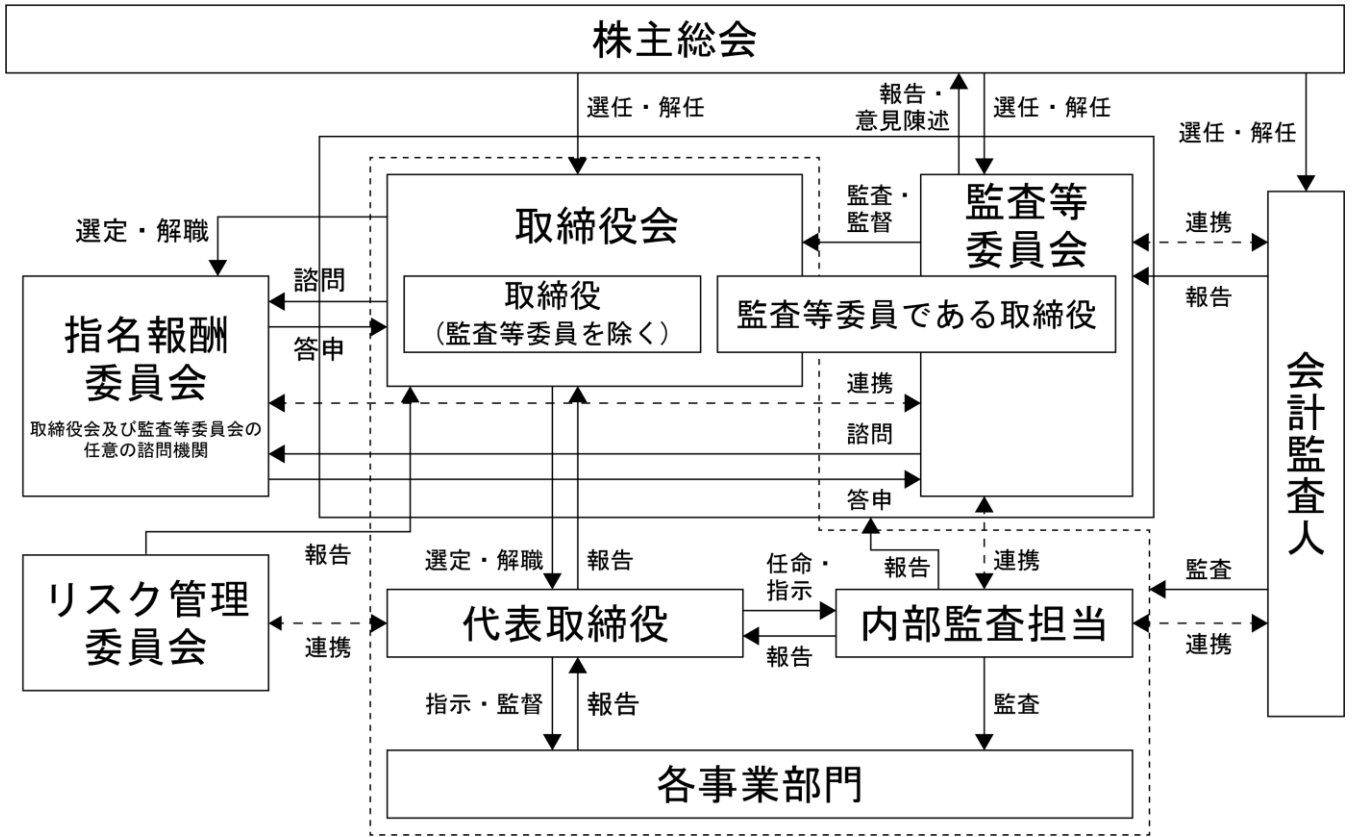 株主総会
選任・解任
報告・
意見陳述
選任・解任
選任・解任
取締役会
監査・
監督
監査等
委員会
選定・解職
連携
諮問
取締役
(監査等委員を除く)
監査等委員である取締役
報告
答申
指名報酬
委員会
取締役会及び監査等委員会の
任意の諮問機関
連携
会計監査人
諮問
答申
報告
選定・解職
報告
任命・
指示
報告
連携
監査
リスク管理
委員会
連携
代表取締役
報告
内部監査担当
連携
指示・監督
報告
監査
各事業部門